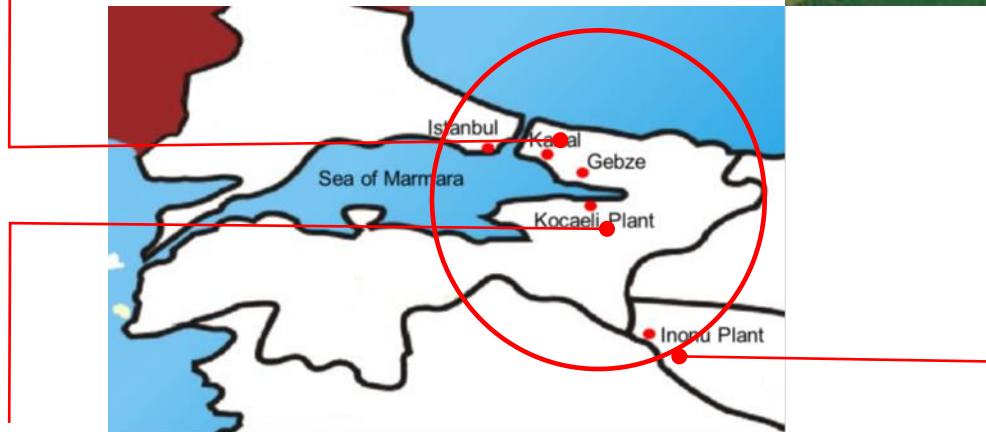 Istanbul
Gebze
Sea of Marmara
Kocaeli Plant
Inonu Plant